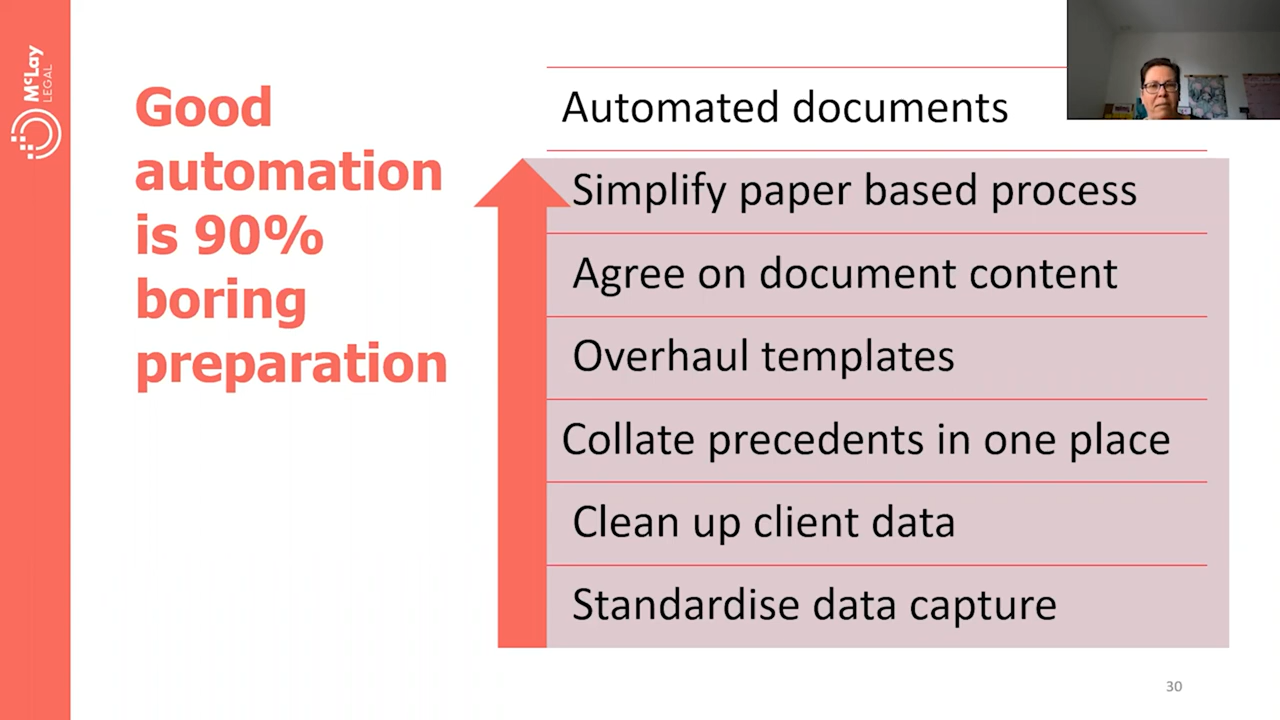 McLay
LEGAL
Good
automation
is 90%
boring
preparation
Automated documents
Simplify paper based process
Agree on document content
Overhaul templates
Collate precedents in one place
Clean up client data
Standardise data capture
30